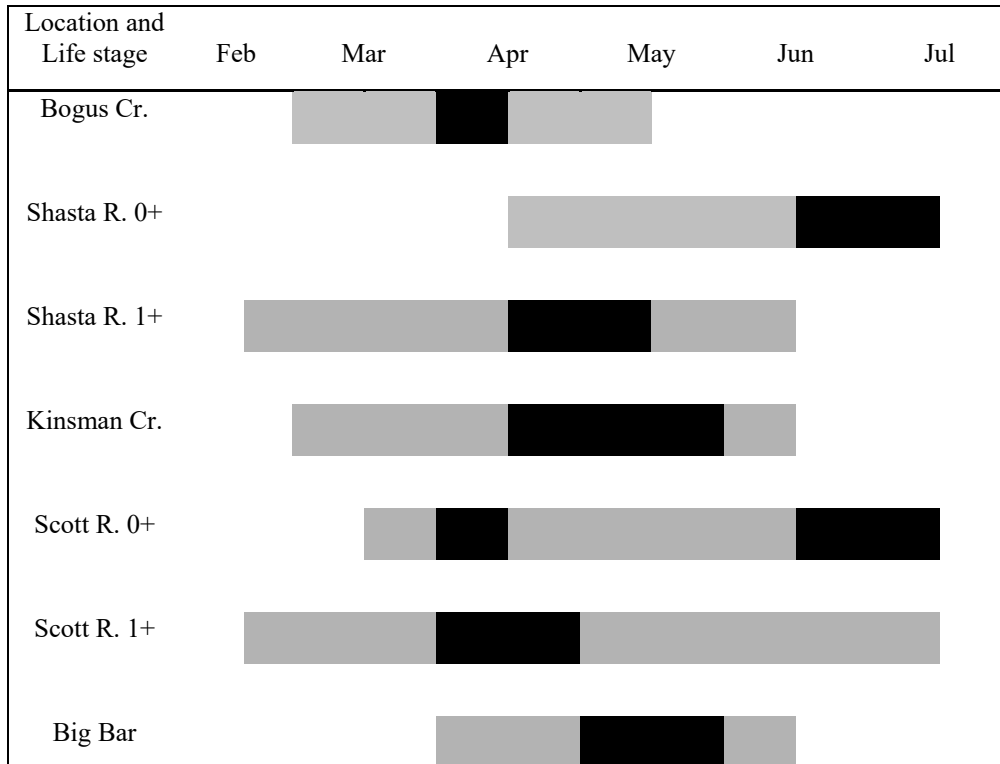 Location and
Life stage Feb Mar Apr May Jun Jul
Bogus Cr.
Shasta R. 0+
Shasta R. 1+
Kinsman Cr.
Scott R. 0+
Scott R. 1+
Big Bar